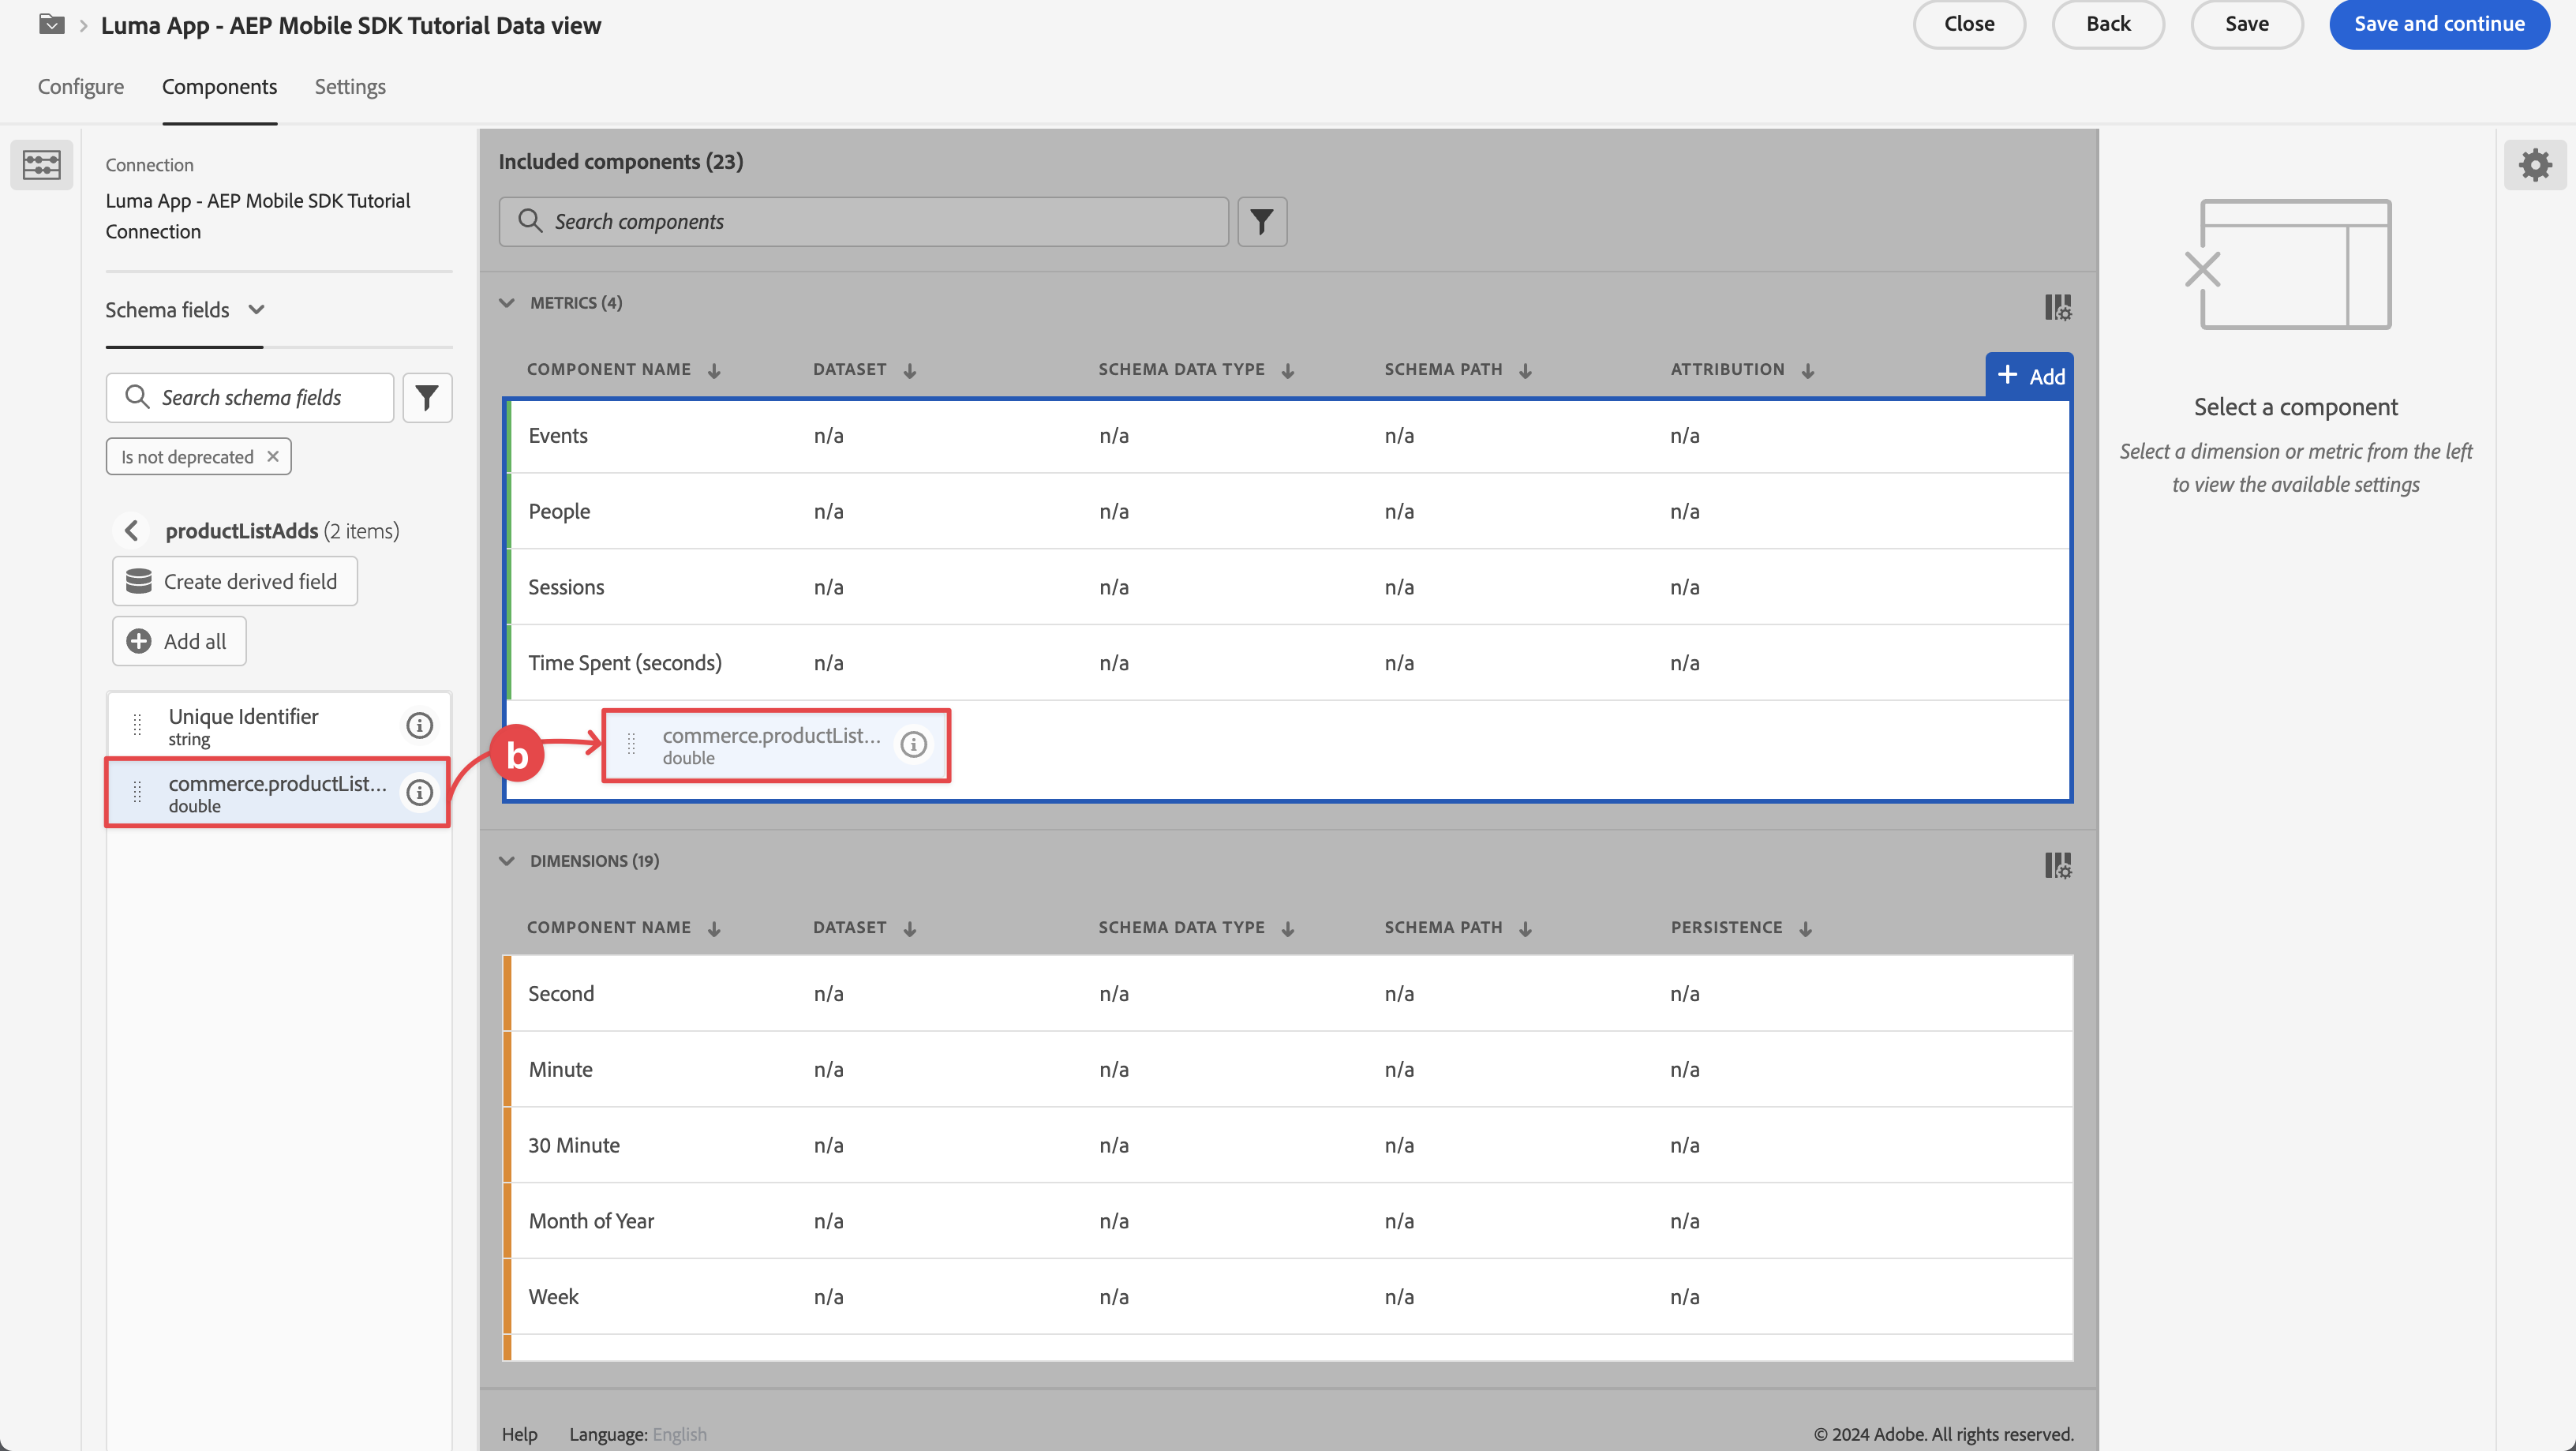 Luma App - AEP Mobile SDK Tutorial Data view
Close
Back
Save
Save and continue
Configure
Components
Settings
Connection
Luma App - AEP Mobile SDK Tutorial
Connection
Schema fields
Search schema fields
Is not deprecated
productListAdds (2 items)
Create derived field
Add all
Unique Identifier
string
commerce.productList...
double
b
Included components (23)
Search components
METRICS (4)
COMPONENT NAME DATASET SCHEMA DATA TYPE SCHEMA PATH ATTRIBUTION
Add
Events n/a n/a n/a n/a
People n/a n/a n/a n/a
Sessions n/a n/a n/a n/a
Time Spent (seconds) n/a n/a n/a n/a
commerce.productList...
double
DIMENSIONS (19)
COMPONENT NAME DATASET SCHEMA DATA TYPE SCHEMA PATH PERSISTENCE
Second n/a n/a n/a n/a
Minute n/a n/a n/a n/a
30 Minute n/a n/a n/a n/a
Month of Year n/a n/a n/a n/a
Week n/a n/a n/a n/a
Help Language: English
© 2024 Adobe. All rights reserved.
Select a component
Select a dimension or metric from the left
to view the available settings